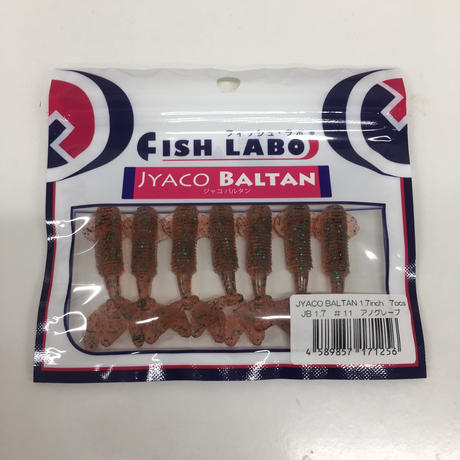 フィッシュ・ラボ
FISH LABO
JYACO BALTAN
ジャコバルタン
JYACO BALTAN 1.7inch 7pcs
JB 1.7 #11 アノグレープ
4 589857 171256